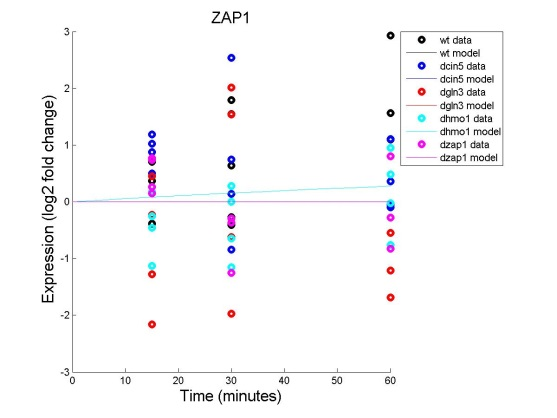 ZAP1
3
2
1
0
-1
-2
-3
Expression (log2 fold change)
0
10
20
30
40
50
60
Time (minutes)
wt data
wt model
dcin5 data
dcin5 model
dgln3 data
dgln3 model
dhmo1 data
dhmo1 model
dzap1 data
dzap1 model